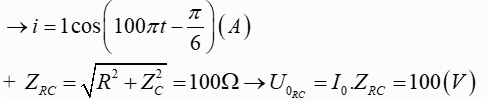 → i = 1cos(100πt − π/6)(A)
+ Z_RC = √(R² + Z_C²) = 100Ω → U_0RC = I_0.Z_RC = 100(V)